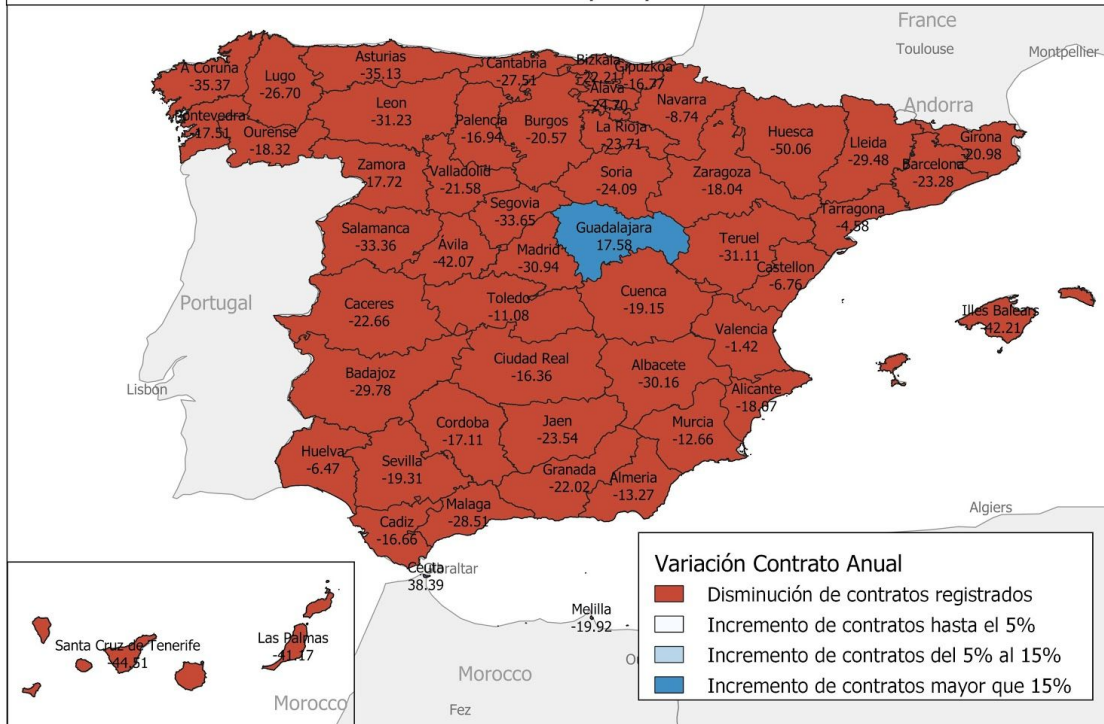 France
Toulouse
Montpellier
Andorra
A Coruña
-35.37
Lugo
-26.70
Asturias
-35.13
Cantabria
-27.51
Bizkaia
-22.21
Gipuzkoa
-16.77
Alava
-24.70
Navarra
-8.74
Pontevedra
-17.51
Ourense
-18.32
Leon
-31.23
Palencia
-16.94
Burgos
-20.57
La Rioja
-23.71
Huesca
-50.06
Lleida
-29.48
Girona
-20.98
Barcelona
-23.28
Zamora
-17.72
Valladolid
-21.58
Soria
-24.09
Zaragoza
-18.04
Segovia
-33.65
Tarragona
-4.58
Salamanca
-33.36
Ávila
-42.07
Madrid
-30.94
Guadalajara
17.58
Teruel
-31.11
Castellon
-6.76
Portugal
Caceres
-22.66
Toledo
-11.08
Cuenca
-19.15
Valencia
-1.42
Illes Balears
-42.21
Lisbon
Badajoz
-29.78
Ciudad Real
-16.36
Albacete
-30.16
Alicante
-18.07
Huelva
-6.47
Sevilla
-19.31
Cordoba
-17.11
Jaen
-23.54
Murcia
-12.66
Granada
-22.02
Almeria
-13.27
Cadiz
-16.66
Malaga
-28.51
Algiers
Ceuta
38.39
Gibraltar
Melilla
-19.92
Santa Cruz de Tenerife
-44.51
Las Palmas
-41.17
Morocco
Morocco
Fez
Variación Contrato Anual
Disminución de contratos registrados
Incremento de contratos hasta el 5%
Incremento de contratos del 5% al 15%
Incremento de contratos mayor que 15%